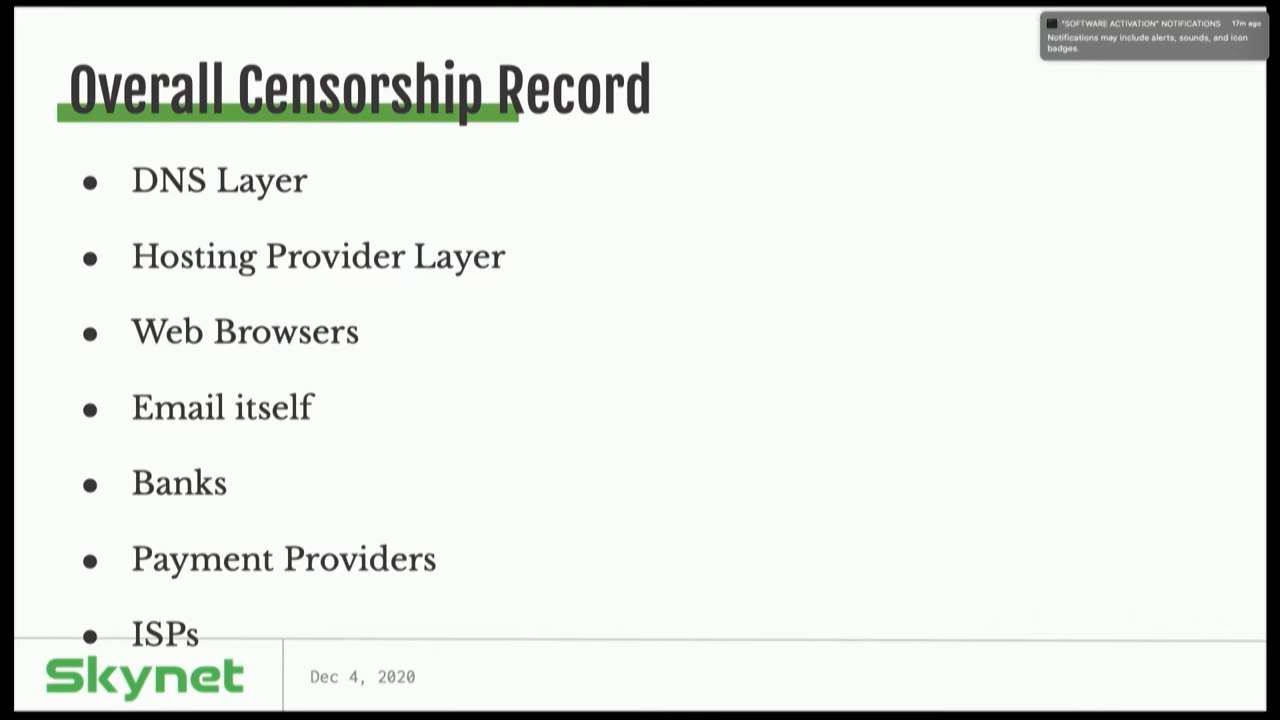 "SOFTWARE ACTIVATION" NOTIFICATIONS 17m ago
Notifications may include alerts, sounds, and icon
badges.
Overall Censorship Record
● DNS Layer
● Hosting Provider Layer
● Web Browsers
● Email itself
● Banks
● Payment Providers
● ISPs
Skynet
Dec 4, 2020